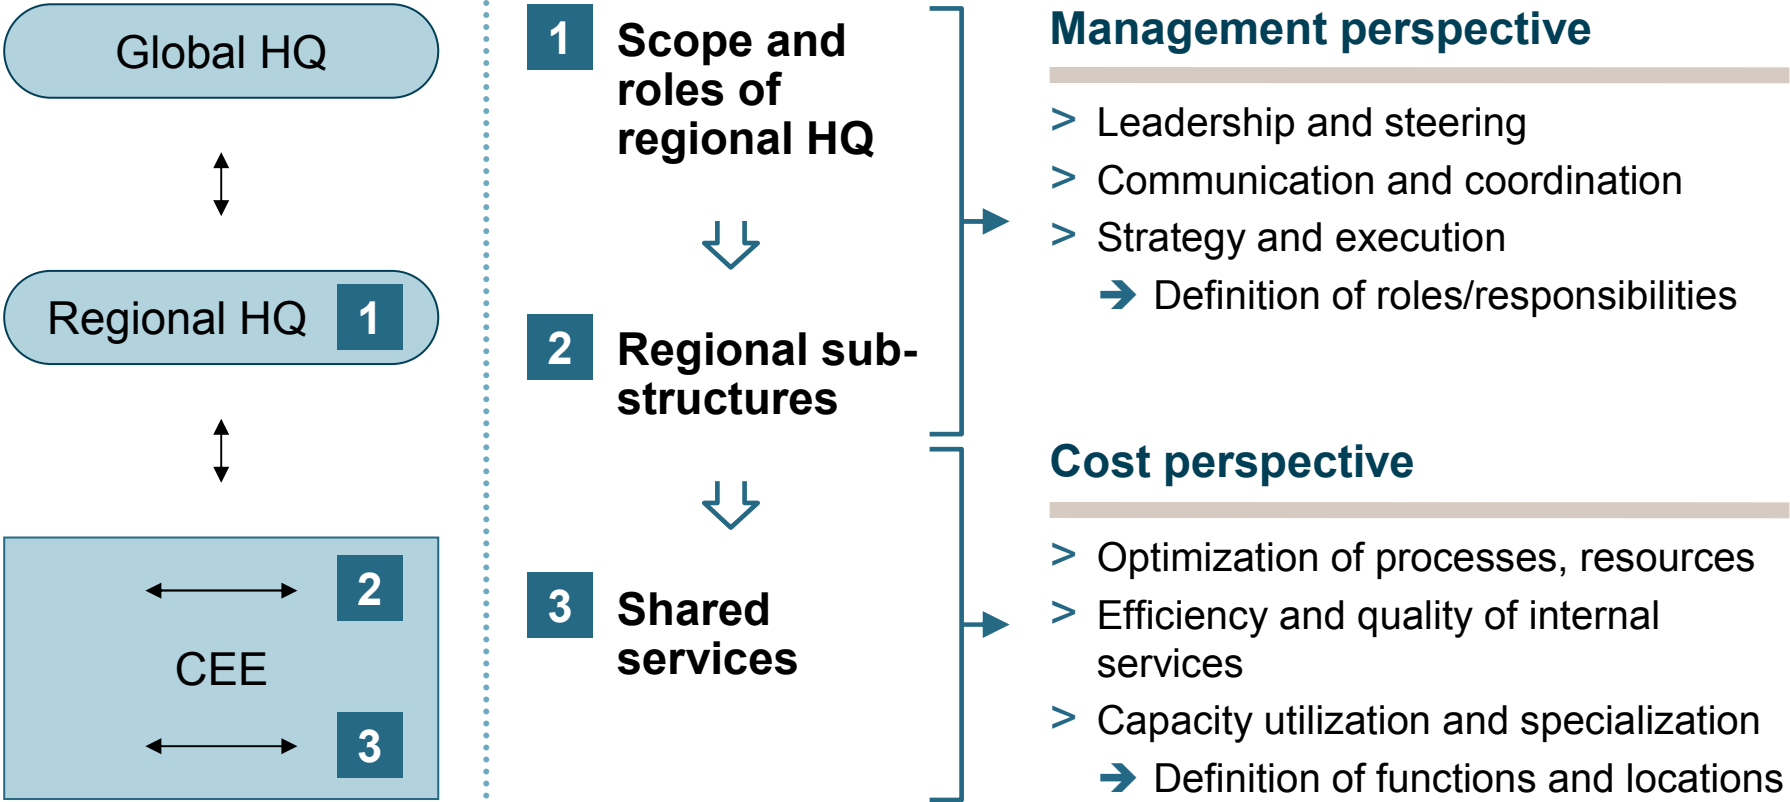 Global HQ
Regional HQ 1
2
CEE
3
1 Scope and
roles of
regional HQ
2 Regional sub-
structures
3 Shared
services
Management perspective
> Leadership and steering
> Communication and coordination
> Strategy and execution
➔ Definition of roles/responsibilities
Cost perspective
> Optimization of processes, resources
> Efficiency and quality of internal
services
> Capacity utilization and specialization
➔ Definition of functions and locations